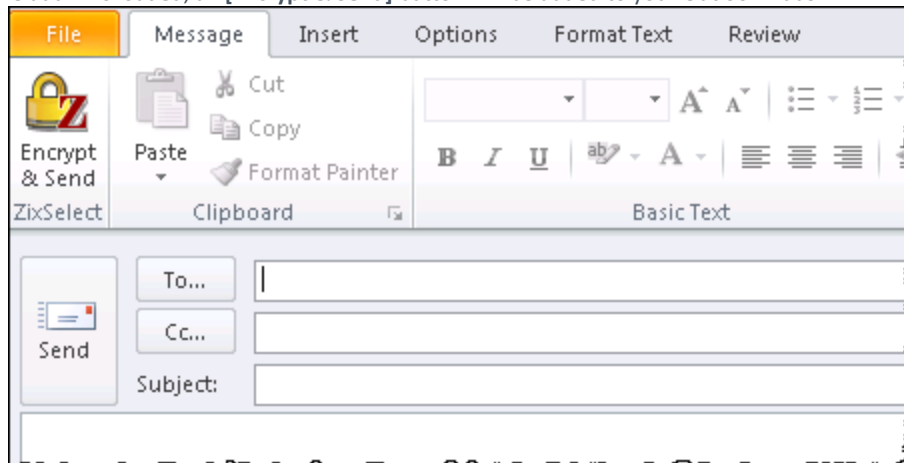 File Message Insert Options Format Text Review
Cut
Copy
Encrypt & Send Paste Format Painter
B I U ab A
ZixSelect Clipboard Basic Text
To...
Send Cc...
Subject: